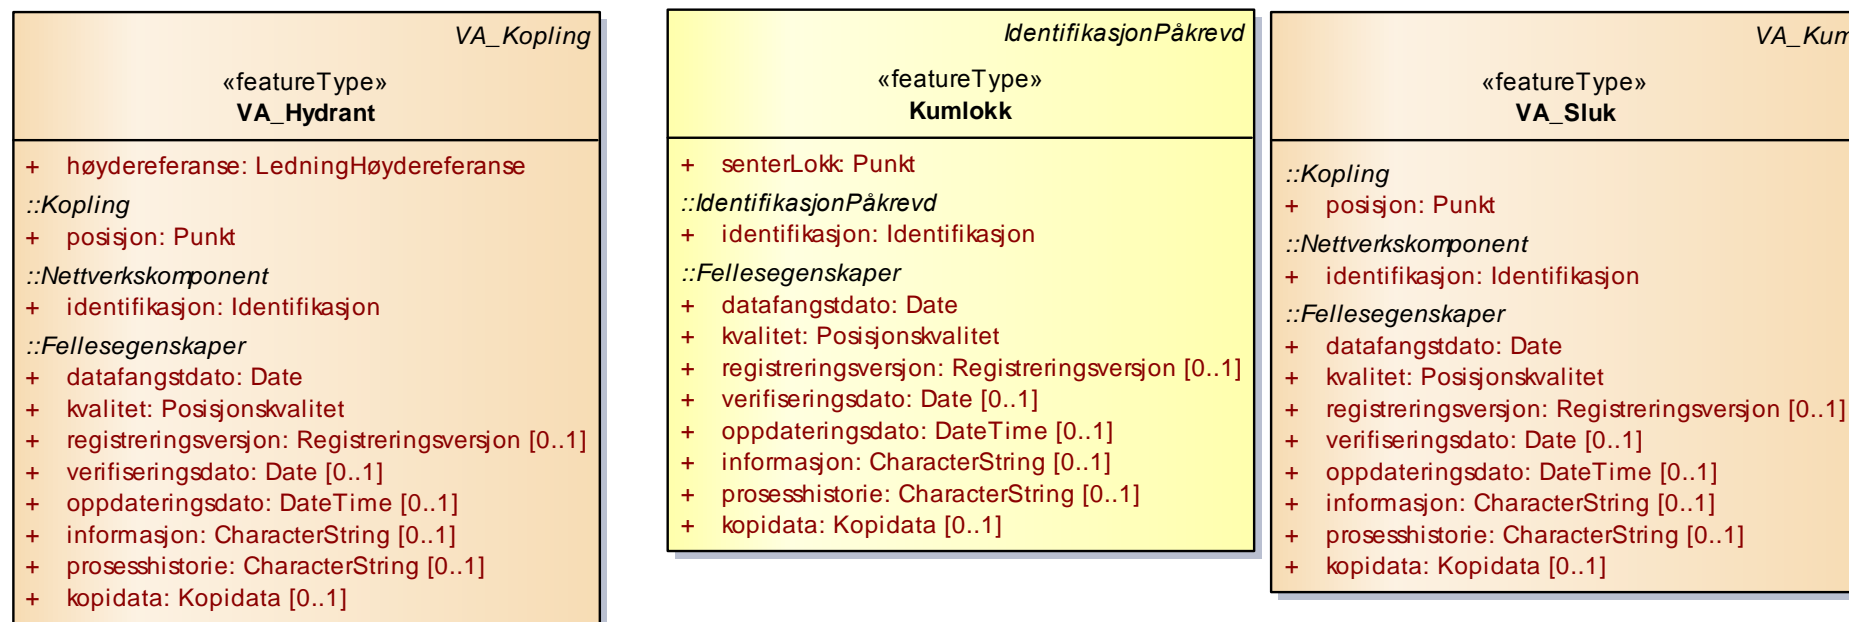 VA_Kopling
«featureType»
VA_Hydrant
+ høydereferanse: LedningHøydereferanse
::Kopling
+ posisjon: Punkt
::Nettverkskomponent
+ identifikasjon: Identifikasjon
::Fellesegenskaper
+ datafangstdato: Date
+ kvalitet: Posisjonskvalitet
+ registreringsversjon: Registreringsversjon [0..1]
+ verifiseringsdato: Date [0..1]
+ oppdateringsdato: DateTime [0..1]
+ informasjon: CharacterString [0..1]
+ prosesshistorie: CharacterString [0..1]
+ kopidata: Kopidata [0..1]
IdentifikasjonPåkrevd
«featureType»
Kumlokk
+ senterLokk: Punkt
::IdentifikasjonPåkrevd
+ identifikasjon: Identifikasjon
::Fellesegenskaper
+ datafangstdato: Date
+ kvalitet: Posisjonskvalitet
+ registreringsversjon: Registreringsversjon [0..1]
+ verifiseringsdato: Date [0..1]
+ oppdateringsdato: DateTime [0..1]
+ informasjon: CharacterString [0..1]
+ prosesshistorie: CharacterString [0..1]
+ kopidata: Kopidata [0..1]
VA_Kum
«featureType»
VA_Sluk
::Kopling
+ posisjon: Punkt
::Nettverkskomponent
+ identifikasjon: Identifikasjon
::Fellesegenskaper
+ datafangstdato: Date
+ kvalitet: Posisjonskvalitet
+ registreringsversjon: Registreringsversjon [0..1]
+ verifiseringsdato: Date [0..1]
+ oppdateringsdato: DateTime [0..1]
+ informasjon: CharacterString [0..1]
+ prosesshistorie: CharacterString [0..1]
+ kopidata: Kopidata [0..1]